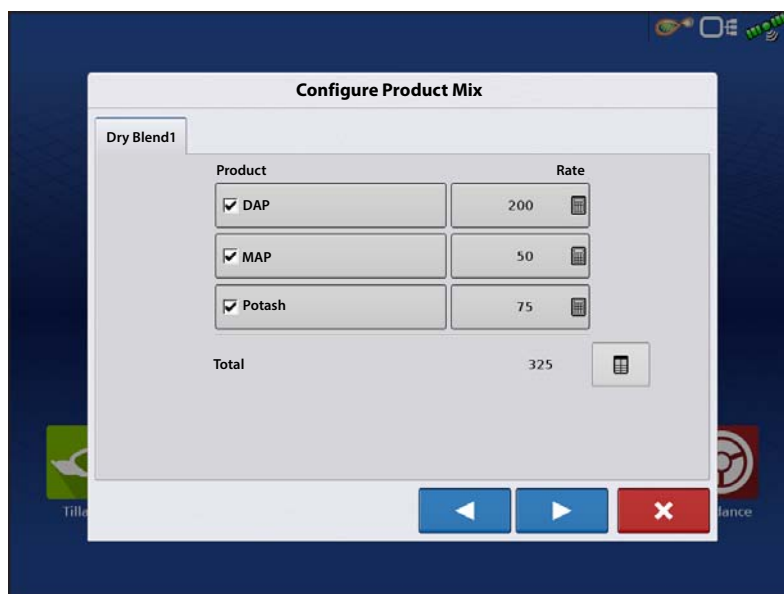 Configure Product Mix
Dry Blend1
Product Rate
DAP 200
MAP 50
Potash 75
Total 325
Tilla
dance